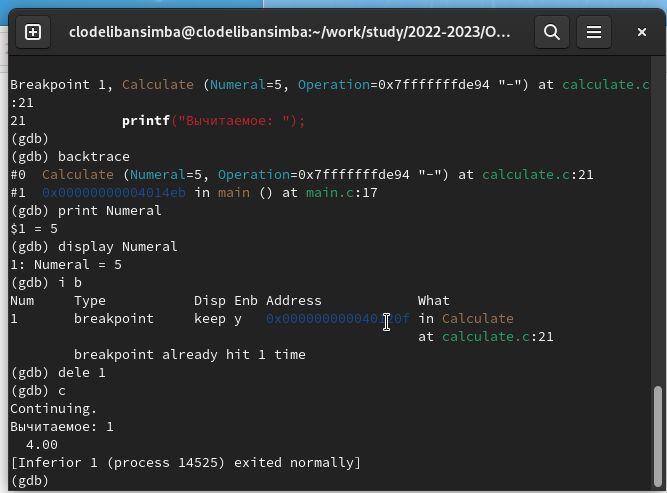 clodelibansimba@clodelibansimba:~/work/study/2022-2023/O...
Breakpoint 1, Calculate (Numeral=5, Operation=0x7fffffffde94 "-") at calculate.c
:21
21          printf("Вычитаемое: ");
(gdb)
(gdb) backtrace
#0  Calculate (Numeral=5, Operation=0x7fffffffde94 "-") at calculate.c:21
#1  0x00000000004014eb in main () at main.c:17
(gdb) print Numeral
$1 = 5
(gdb) display Numeral
1: Numeral = 5
(gdb) i b
Num     Type           Disp Enb Address            What
1       breakpoint     keep y   in Calculate
at calculate.c:21
breakpoint already hit 1 time
(gdb) dele 1
(gdb) c
Continuing.
Вычитаемое: 1
4.00
[Inferior 1 (process 14525) exited normally]
(gdb)